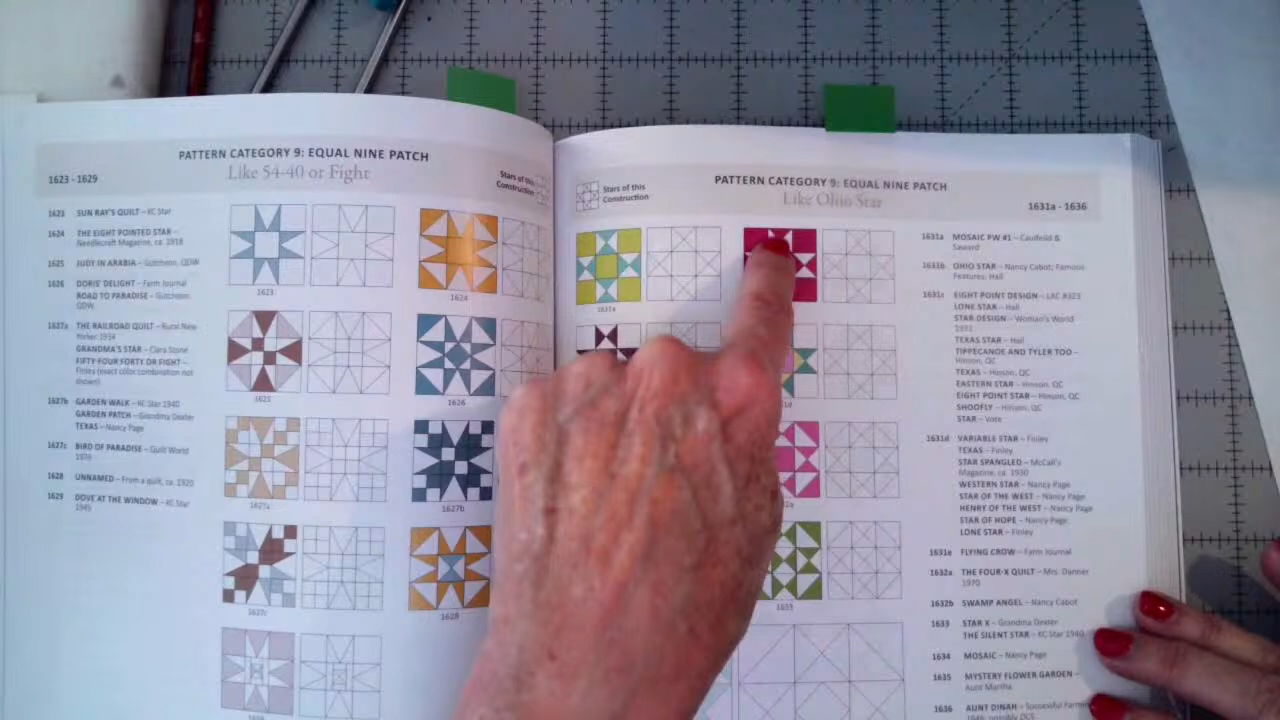 PATTERN CATEGORY 9: EQUAL NINE PATCH
Like 54-40 or Fight
1623 - 1629
Stars of this
Construction
1623 SUN RAY'S QUILT – KC Star
1624 THE EIGHT POINTED STAR –
Needlecraft Magazine, ca. 1918
1625 JUDY IN ARABIA – Gutcheon, QDW
1626 DORIS' DELIGHT – Farm Journal
ROAD TO PARADISE – Gutcheon,
QDW
1627a THE RAILROAD QUILT – Rural New
Yorker 1934
GRANDMA'S STAR – Clara Stone
FIFTY-FOUR FORTY OR FIGHT –
Finley (exact color combination not
shown)
1627b GARDEN WALK – KC Star 1940
GARDEN PATCH – Grandma Dexter
TEXAS – Nancy Page
1627c BIRD OF PARADISE – Guild World
1978
1628 UNNAMED – From a quilt, ca. 1920
1629 DOVE AT THE WINDOW – KC Star
1945
1623
1624
1625
1626
1627a
1627b
1627c
1628
PATTERN CATEGORY 9: EQUAL NINE PATCH
Like Ohio Star
1631a - 1636
Stars of this
Construction
1631a
1633
1631a MOSAIC PW #1 – Caulfeild &
Saward
1631b OHIO STAR – Nancy Cabot; Famous
Features; Hall
1631c EIGHT POINT DESIGN – LAC #323
LONE STAR – Hall
STAR DESIGN – Woman's World
1931
TEXAS STAR – Hall
TIPPECANOE AND TYLER TOO –
Hinson, QC
TEXAS – Hinson, QC
EASTERN STAR – Hinson, QC
EIGHT POINT STAR – Hinson, QC
SHOOFLY – Hinson, QC
STAR – Vote
1631d VARIABLE STAR – Finley
TEXAS – Finley
STAR SPANGLED – McCall's
Magazine, ca. 1930
WESTERN STAR – Nancy Page
STAR OF THE WEST – Nancy Page
HENRY OF THE WEST – Nancy Page
STAR OF HOPE – Nancy Page
LONE STAR – Finley
1631e FLYING CROW – Farm Journal
1632a THE FOUR-X QUILT – Mrs. Danner
1970
1632b SWAMP ANGEL – Nancy Cabot
1633 STAR X – Grandma Dexter
THE SILENT STAR – KC Star 1940
1634 MOSAIC – Nancy Page
1635 MYSTERY FLOWER GARDEN –
Aunt Martha
1636 AUNT DINAH – Successful Farming